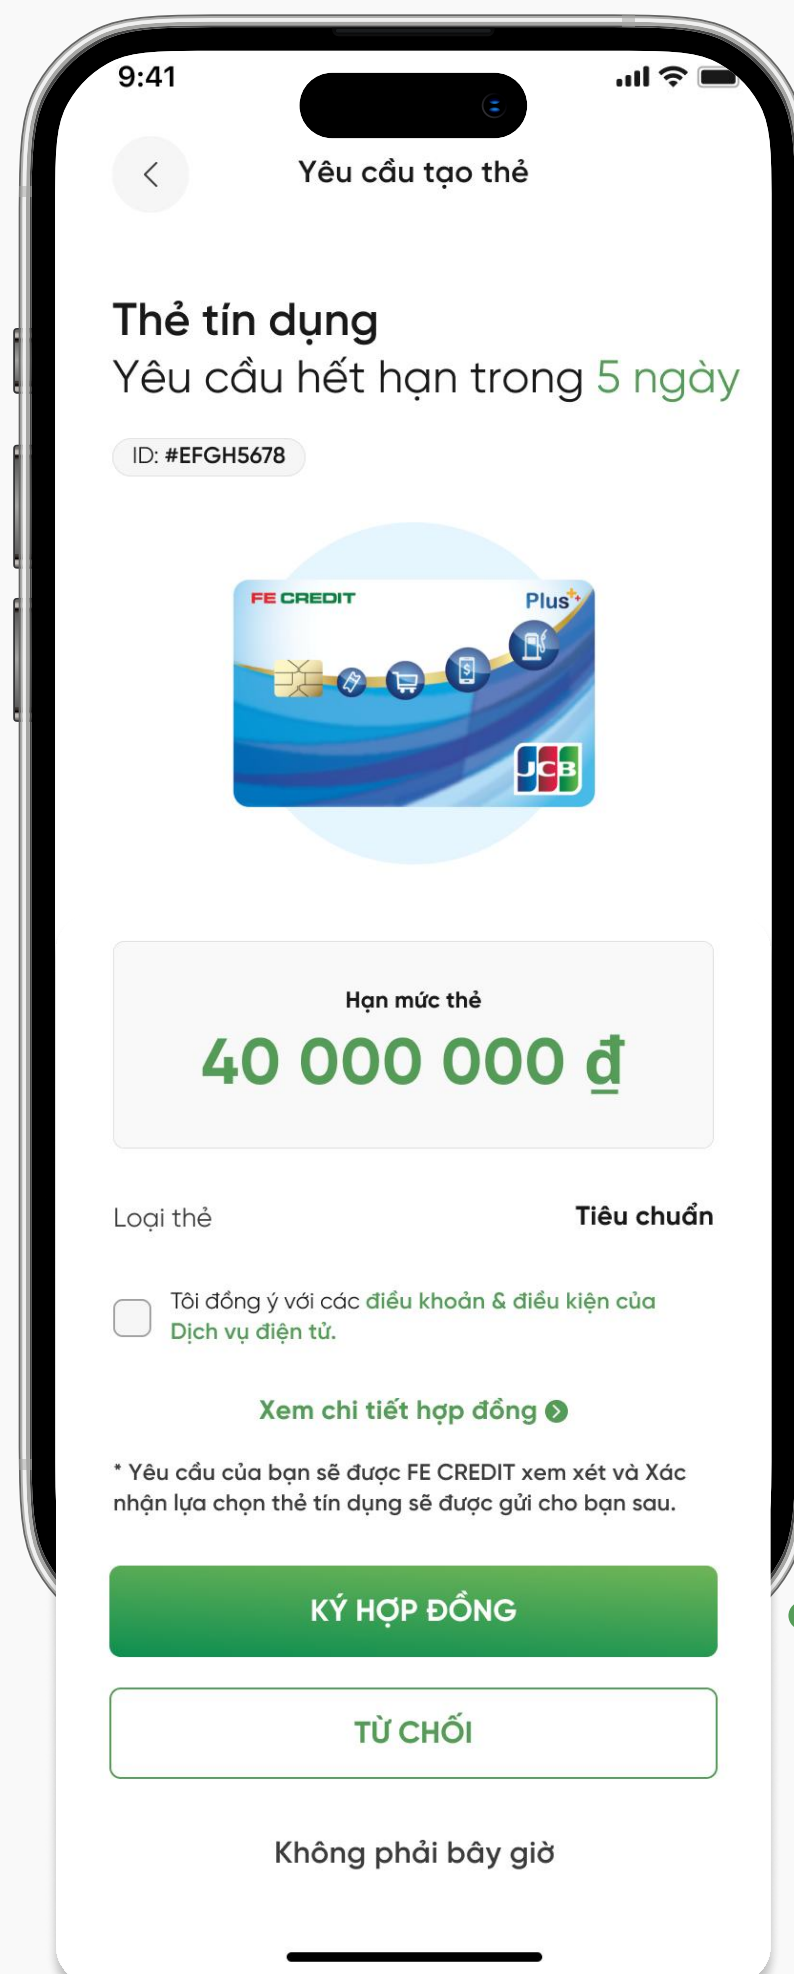 9:41
Yêu cầu tạo thẻ
Thẻ tín dụng
Yêu cầu hết hạn trong 5 ngày
ID: #EFGH5678
FE CREDIT
Plus
$
JCB
Hạn mức thẻ
40 000 000 ₫
Loại thẻ
Tiêu chuẩn
Tôi đồng ý với các điều khoản & điều kiện của
Dịch vụ điện tử.
Xem chi tiết hợp đồng
* Yêu cầu của bạn sẽ được FE CREDIT xem xét và Xác
nhận lựa chọn thẻ tín dụng sẽ được gửi cho bạn sau.
KÝ HỢP ĐỒNG
TỪ CHỐI
Không phải bây giờ